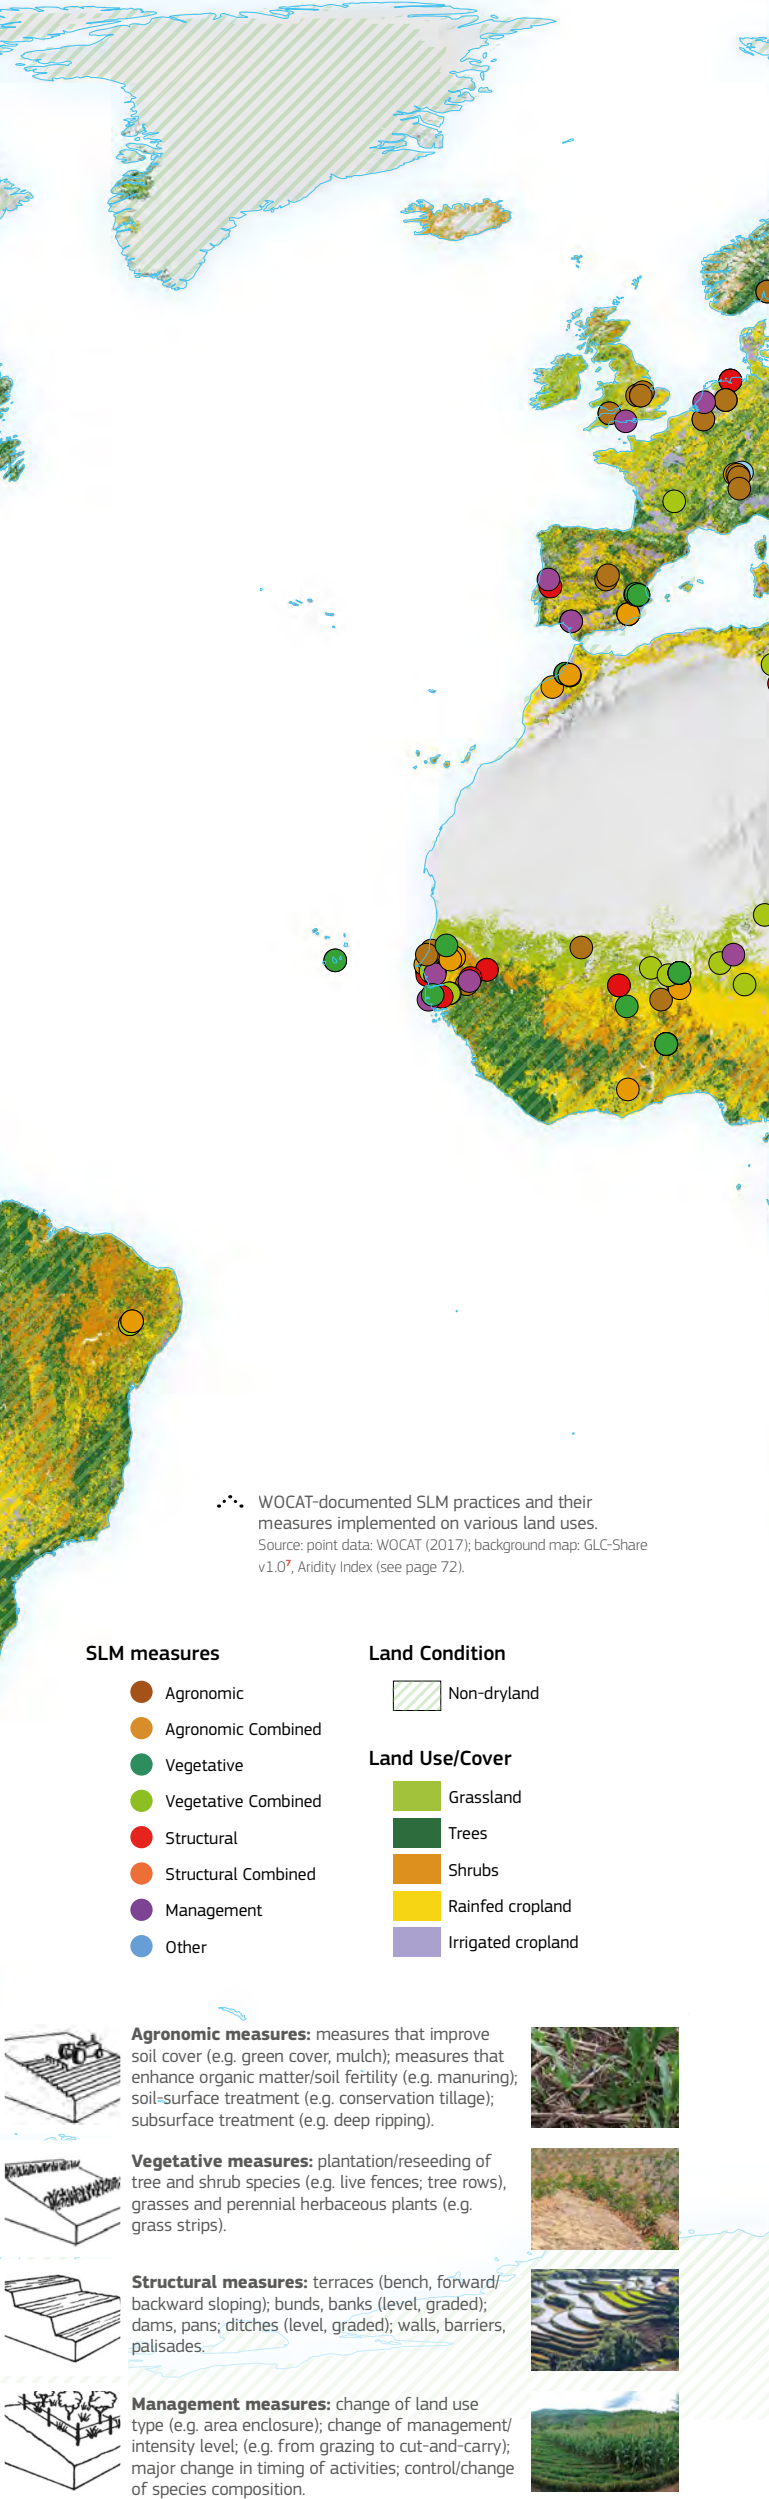 WOCAT-documented SLM practices and their
measures implemented on various land uses.
Source: point data: WOCAT (2017); background map: GLC-Share
v1.0⁷, Aridity Index (see page 72).
SLM measures
Agronomic
Agronomic Combined
Vegetative
Vegetative Combined
Structural
Structural Combined
Management
Other
Land Condition
Non-dryland
Land Use/Cover
Grassland
Trees
Shrubs
Rainfed cropland
Irrigated cropland
Agronomic measures: measures that improve
soil cover (e.g. green cover, mulch); measures that
enhance organic matter/soil fertility (e.g. manuring);
soil-surface treatment (e.g. conservation tillage);
subsurface treatment (e.g. deep ripping).
Vegetative measures: plantation/reseeding of
tree and shrub species (e.g. live fences; tree rows),
grasses and perennial herbaceous plants (e.g.
grass strips).
Structural measures: terraces (bench, forward/
backward sloping); bunds, banks (level, graded);
dams, pans; ditches (level, graded); walls, barriers,
palisades.
Management measures: change of land use
type (e.g. area enclosure); change of management/
intensity level; (e.g. from grazing to cut-and-carry);
major change in timing of activities; control/change
of species composition.